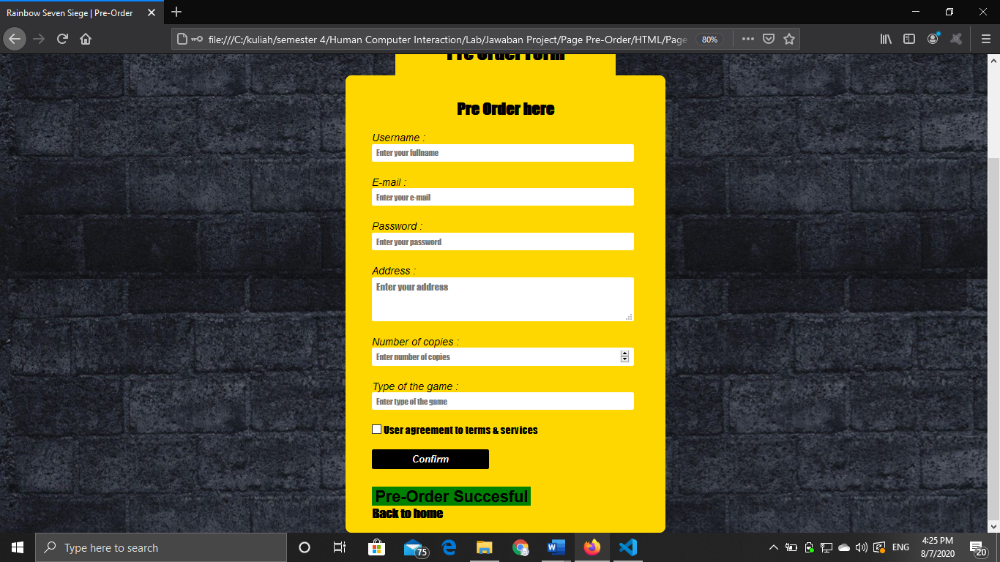 Rainbow Seven Siege | Pre-Order
file:///C:/kuliah/semester 4/Human Computer Interaction/Lab/Jawaban Project/Page Pre-Order/HTML/Page
80%
Pre Order Form
Pre Order here
Username :
Enter your fullname
E-mail :
Enter your e-mail
Password :
Enter your password
Address :
Enter your address
Number of copies :
Enter number of copies
Type of the game :
Enter type of the game
User agreement to terms & services
Confirm
Pre-Order Succesful
Back to home
Type here to search
75
ENG
4:25 PM
8/7/2020
20